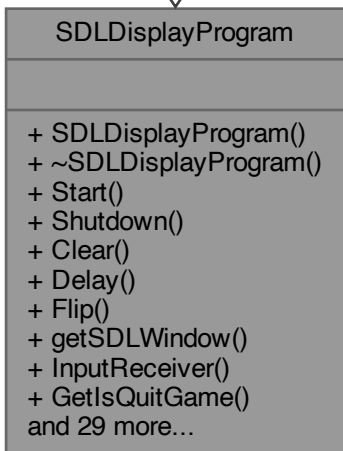 SDLDisplayProgram
+ SDLDisplayProgram()
+ ~SDLDisplayProgram()
+ Start()
+ Shutdown()
+ Clear()
+ Delay()
+ Flip()
+ getSDLWindow()
+ InputReceiver()
+ GetIsQuitGame()
and 29 more...